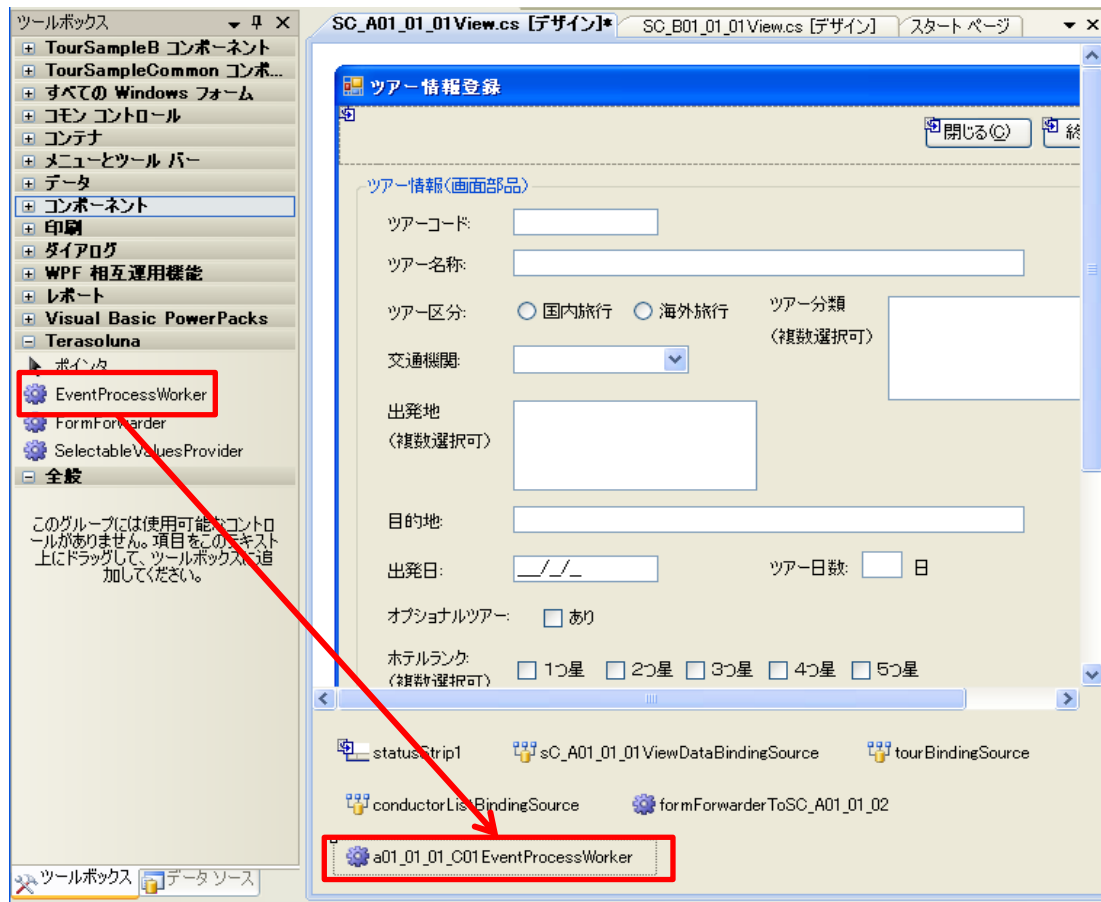 ツールボックス
TourSampleB コンポーネント
TourSampleCommon コンポ...
すべての Windows フォーム
コモン コントロール
コンテナ
メニューとツール バー
データ
コンポーネント
印刷
ダイアログ
WPF 相互運用機能
レポート
Visual Basic PowerPacks
Terasoluna
ポインタ
EventProcessWorker
FormForwarder
SelectableValuesProvider
全般
このグループには使用可能なコントロ
ールがありません。項目をこのテキスト
上にドラッグして、ツールボックスに追
加してください。
ツールボックス データ ソース
SC_A01_01_01View.cs [デザイン]* SC_B01_01_01View.cs [デザイン] スタート ページ
ツアー情報登録
閉じる(C) 終
ツアー情報(画面部品)
ツアーコード:
ツアー名称:
ツアー区分: 国内旅行 海外旅行 ツアー分類
(複数選択可)
交通機関:
出発地
(複数選択可)
目的地:
出発日: __/_/_ ツアー日数: 日
オプショナルツアー: あり
ホテルランク:
(複数選択可) 1つ星 2つ星 3つ星 4つ星 5つ星
statusStrip1 sC_A01_01_01ViewDataBindingSource tourBindingSource
conductorListBindingSource formForwarderToSC_A01_01_02
a01_01_01_C01EventProcessWorker